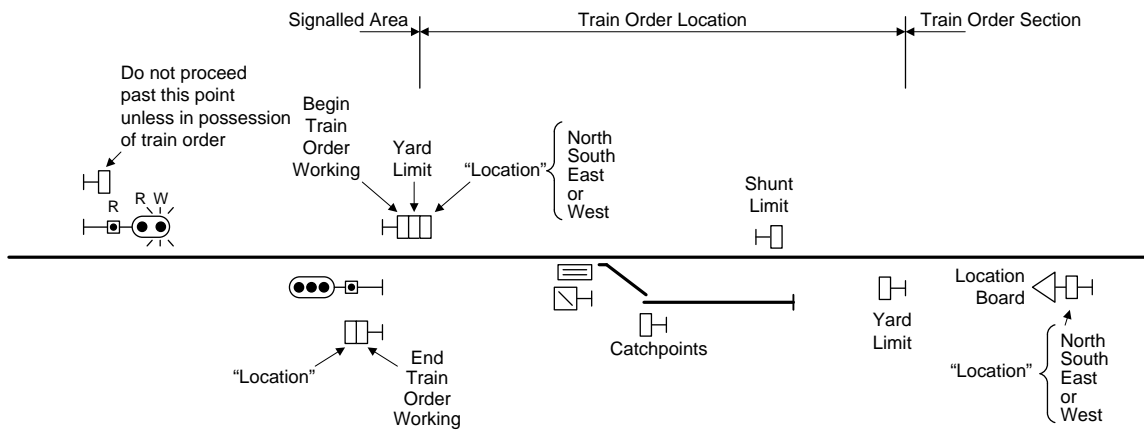 Signalled Area
Train Order Location
Train Order Section
Do not proceed
past this point
unless in possession
of train order
Begin
Train
Order
Working
Yard
Limit
“Location”
North
South
East
or
West
Shunt
Limit
R
R W
Location
Board
Catchpoints
Yard
Limit
“Location”
End
Train
Order
Working
“Location”
North
South
East
or
West